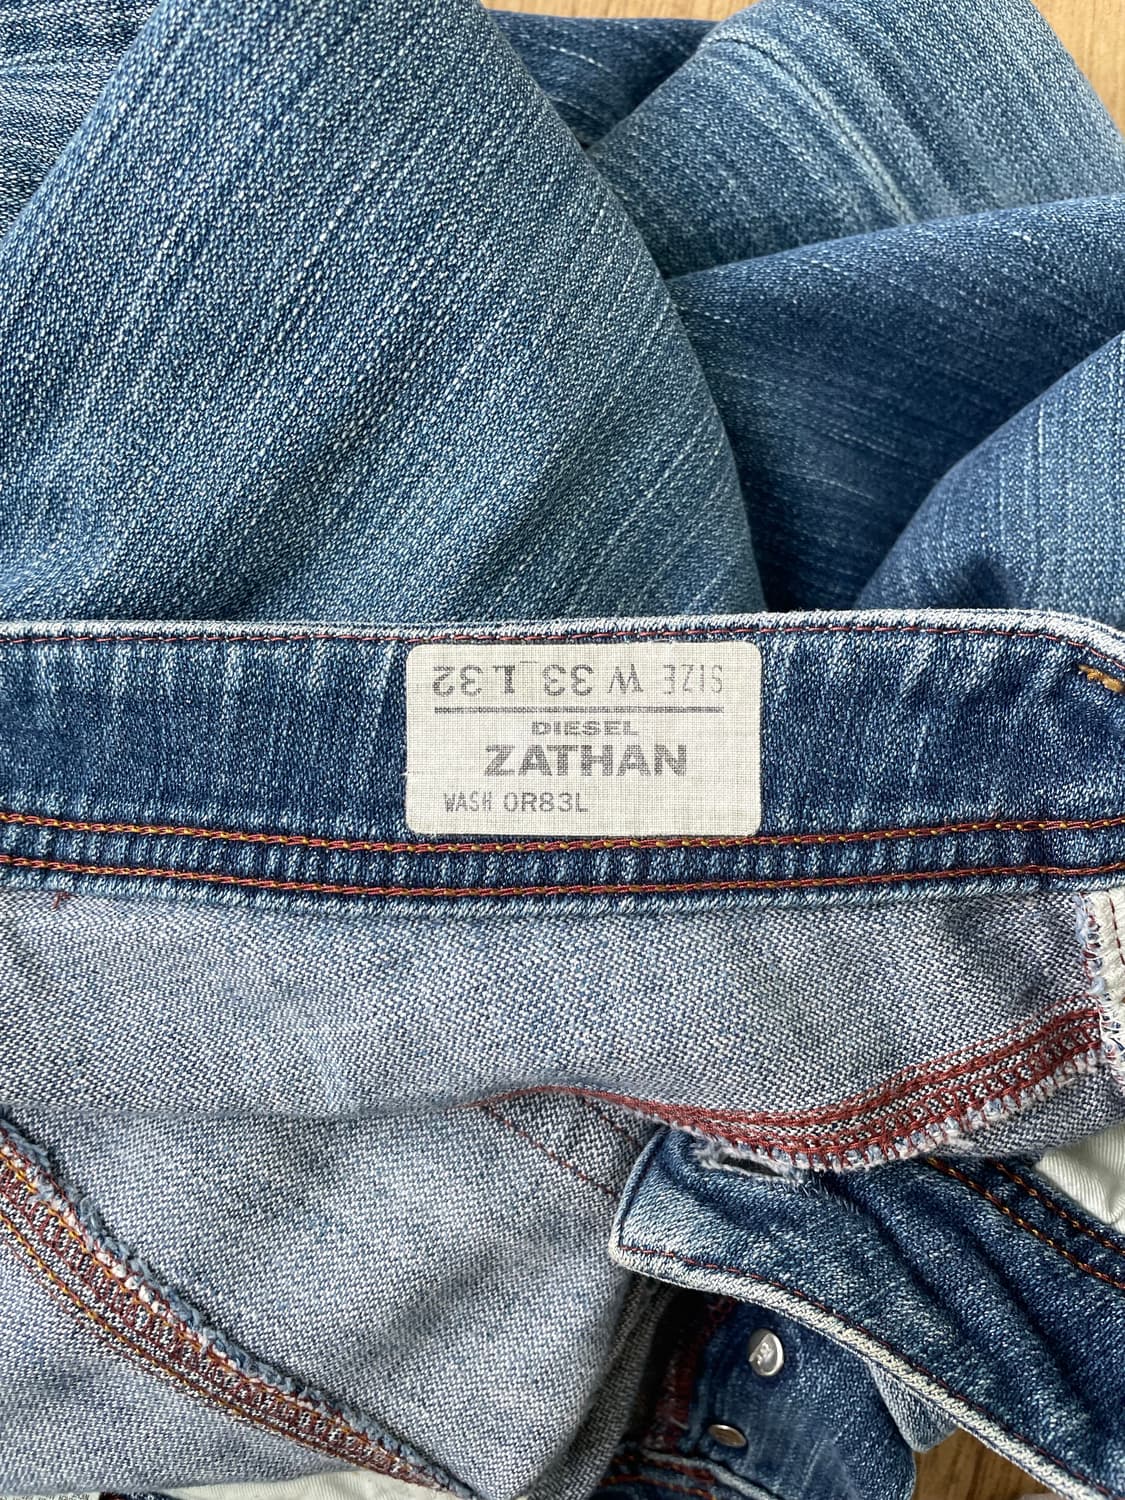 SIZE W 33 L 32
DIESEL
ZATHAN
WASH 0R83L